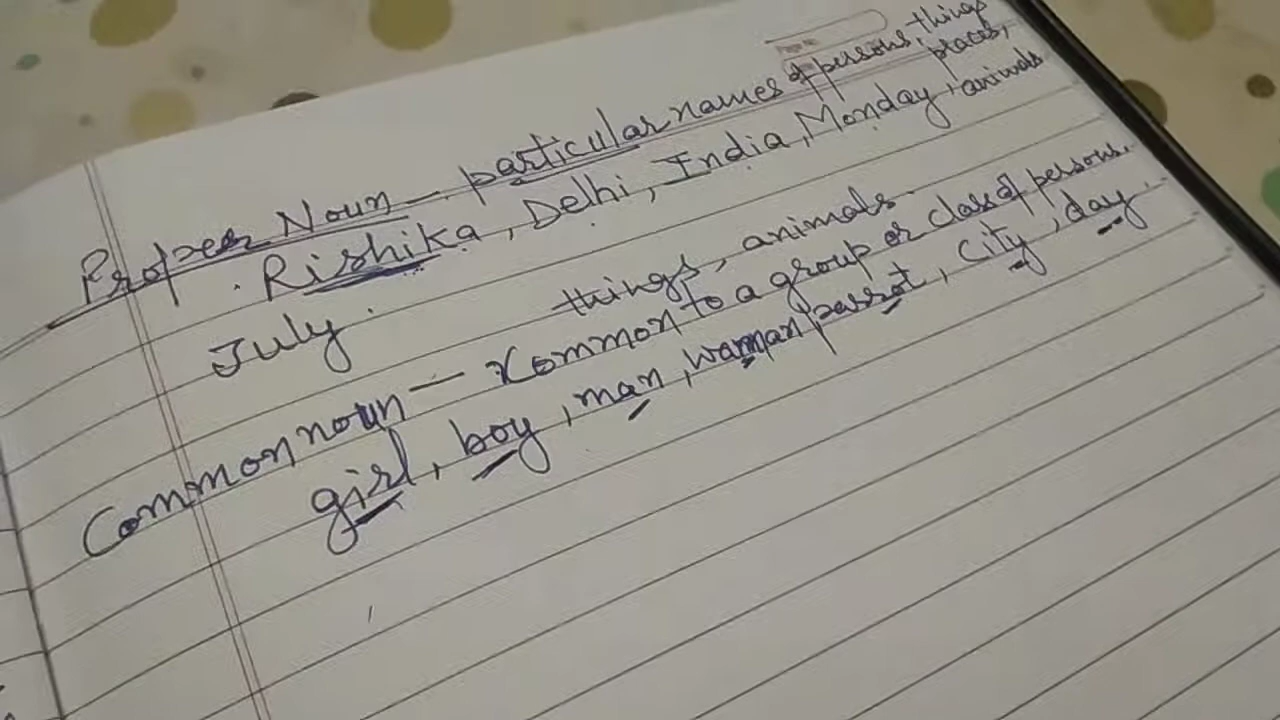 Proper Noun - particular names of persons, things
places,
Rishika, Delhi, India, Monday, animals
July.
things, animals.
Common noun - Common to a group or class of persons.
girl, boy, man, waman parrot, city, day.